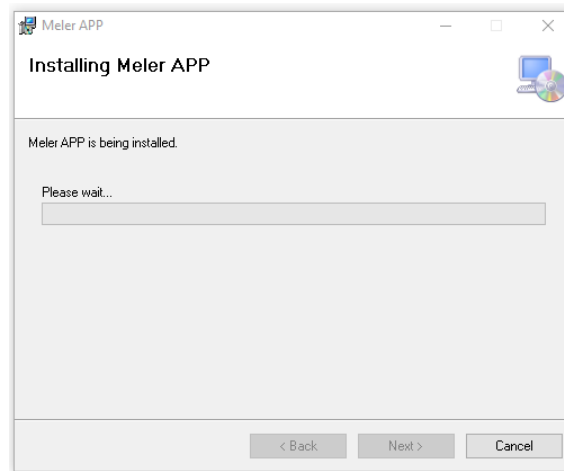 Meler APP
Installing Meler APP
Meler APP is being installed.
Please wait...
< Back
Next >
Cancel